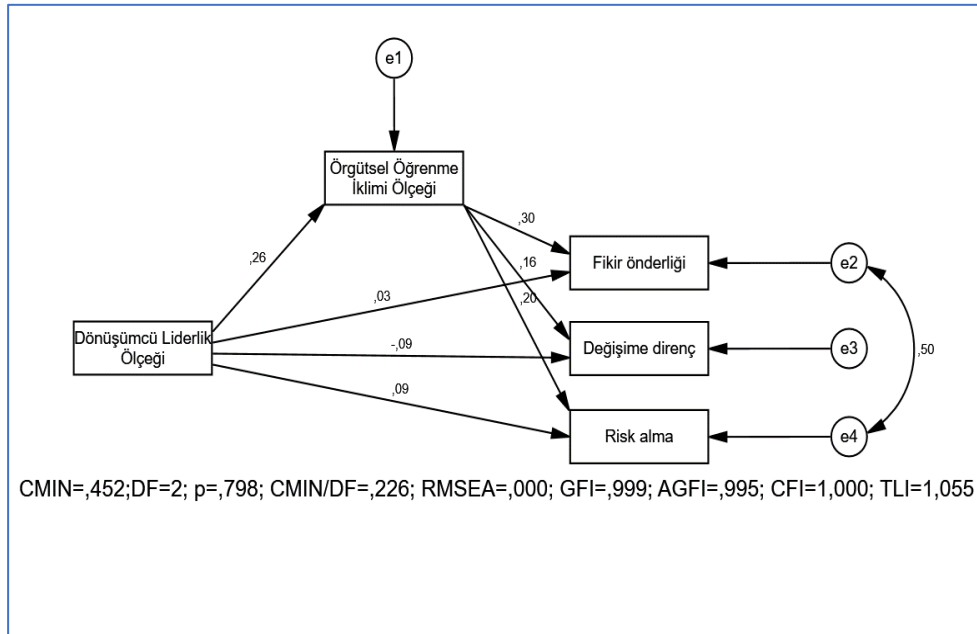 e1
Örgütsel Öğrenme
İklimi Ölçeği
,30
,26
,16
Fikir önderliği
e2
,03
,20
Dönüşümcü Liderlik
Ölçeği
-,09
Değişime direnç
e3
,50
,09
Risk alma
e4
CMIN=,452;DF=2; p=,798; CMIN/DF=,226; RMSEA=,000; GFI=,999; AGFI=,995; CFI=1,000; TLI=1,055